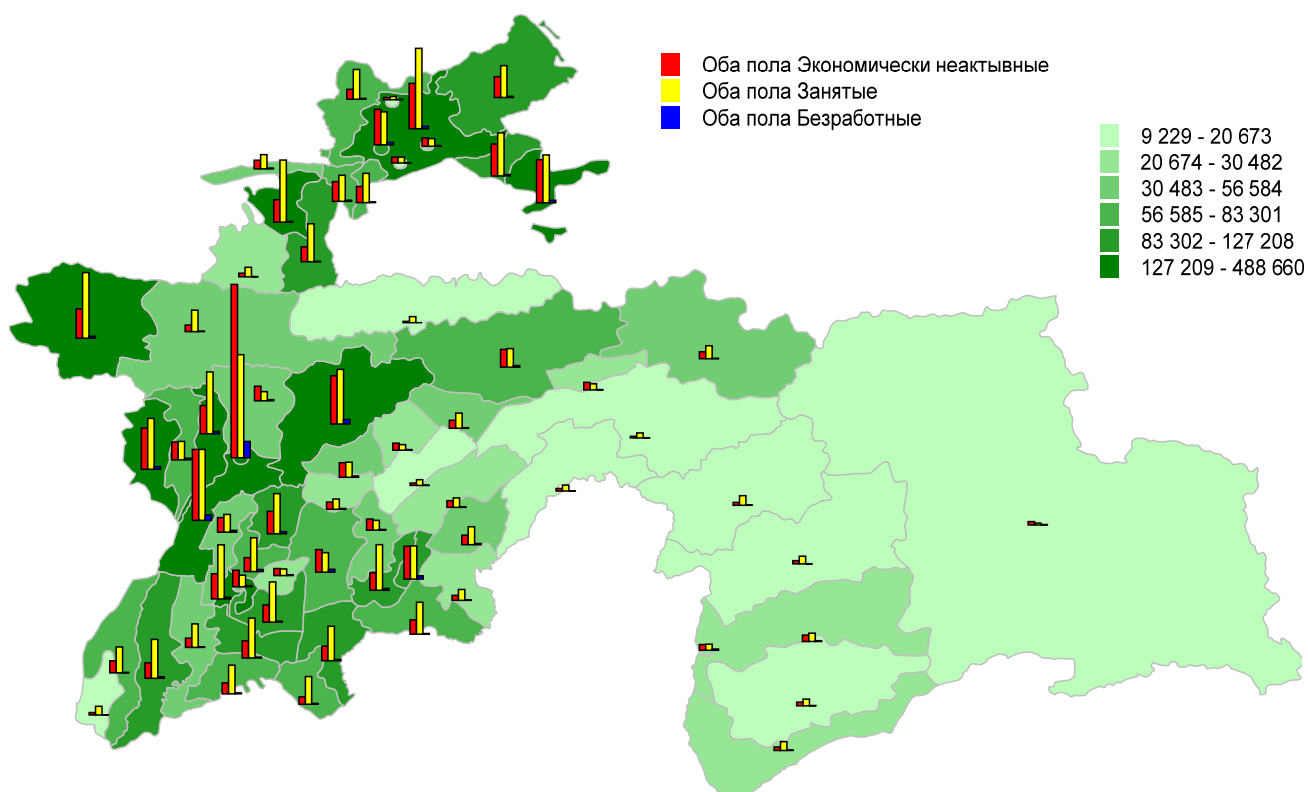 Оба пола Экономически неактывные
Оба пола Занятые
Оба пола Безработные
9 229 - 20 673
20 674 - 30 482
30 483 - 56 584
56 585 - 83 301
83 302 - 127 208
127 209 - 488 660